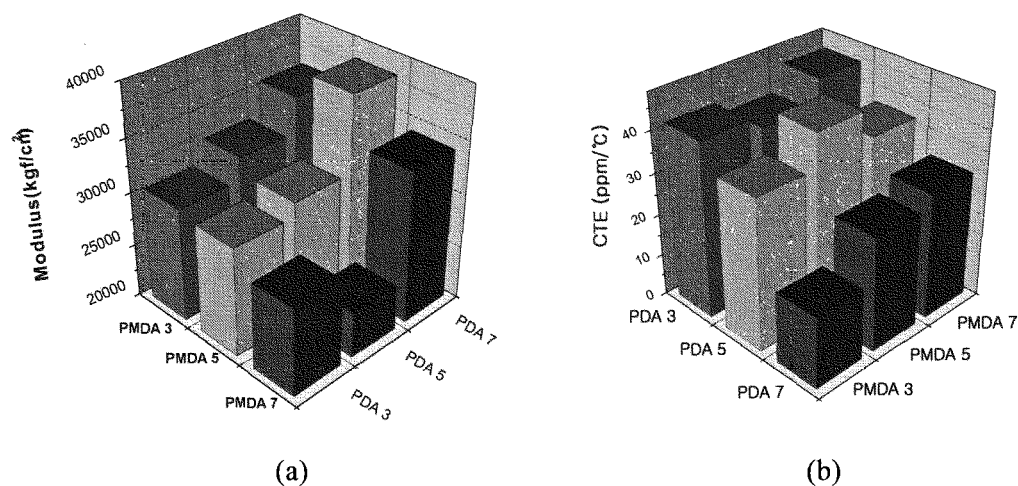 40000
35000
30000
25000
20000
Modulus(kgf/cm²)
PMDA 3
PMDA 5
PMDA 7
PDA 3
PDA 5
PDA 7
(a)
40
30
20
10
0
CTE (ppm/℃)
PDA 3
PDA 5
PDA 7
PMDA 3
PMDA 5
PMDA 7
(b)